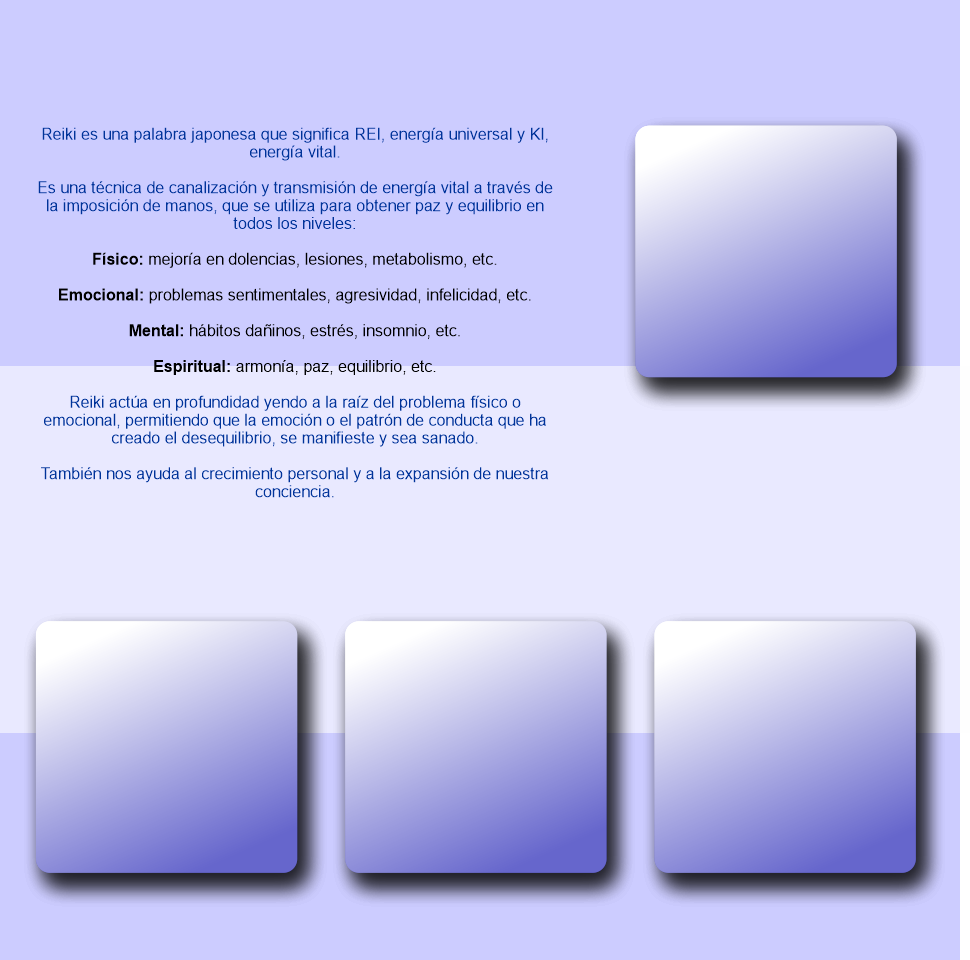 Reiki es una palabra japonesa que significa REI, energía universal y KI,
energía vital.
Es una técnica de canalización y transmisión de energía vital a través de
la imposición de manos, que se utiliza para obtener paz y equilibrio en
todos los niveles:
Físico: mejoría en dolencias, lesiones, metabolismo, etc.
Emocional: problemas sentimentales, agresividad, infelicidad, etc.
Mental: hábitos dañinos, estrés, insomnio, etc.
Espiritual: armonía, paz, equilibrio, etc.
Reiki actúa en profundidad yendo a la raíz del problema físico o
emocional, permitiendo que la emoción o el patrón de conducta que ha
creado el desequilibrio, se manifieste y sea sanado.
También nos ayuda al crecimiento personal y a la expansión de nuestra
conciencia.